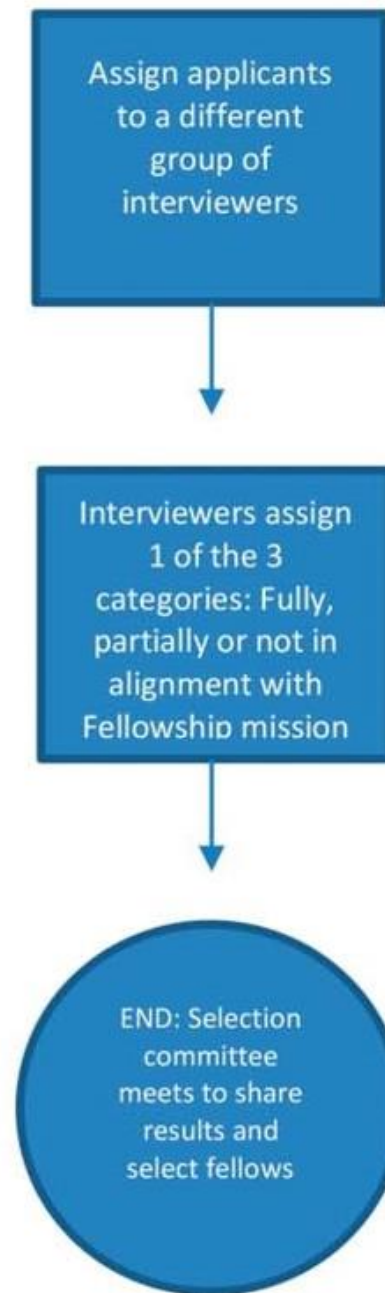 Assign applicants
to a different
group of
interviewers
Interviewers assign
1 of the 3
categories: Fully,
partially or not in
alignment with
Fellowship mission
END: Selection
committee
meets to share
results and
select fellows